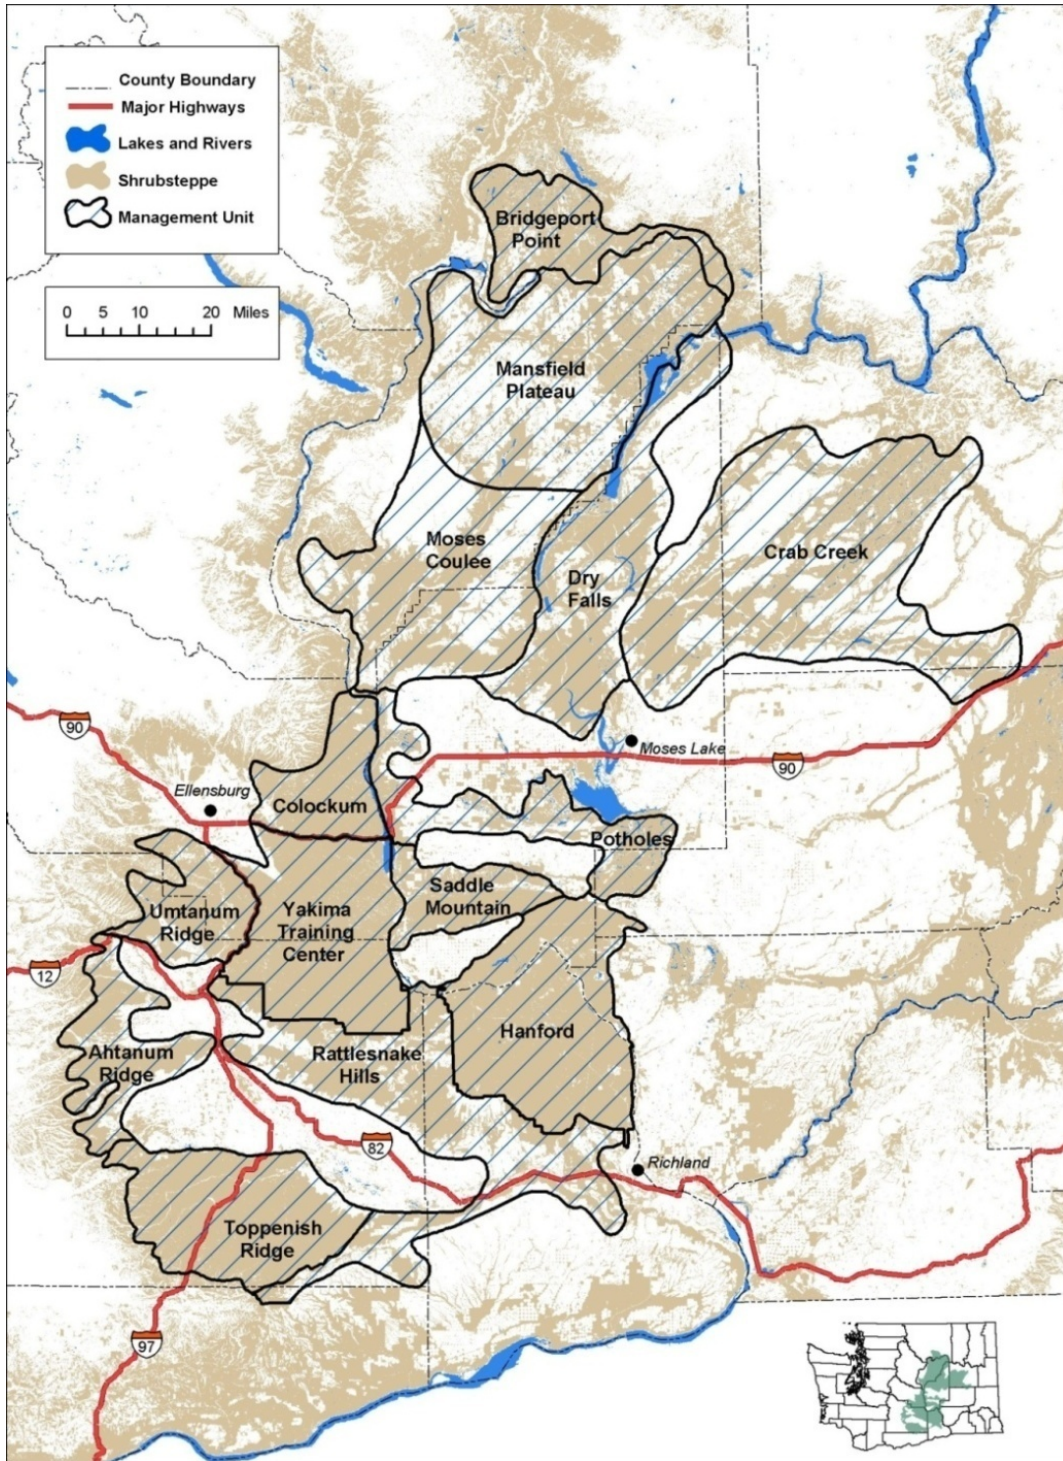 County Boundary
Major Highways
Lakes and Rivers
Shrubsteppe
Management Unit
0 5 10 20 Miles
Bridgeport
Point
Mansfield
Plateau
Moses
Coulee
Dry
Falls
Crab Creek
90
Moses Lake
90
Ellensburg
Colockum
Potholes
Saddle
Mountain
Umtanum
Ridge
Yakima
Training
Center
12
Hanford
Ahtanum
Ridge
Rattlesnake
Hills
82
Richland
Toppenish
Ridge
97